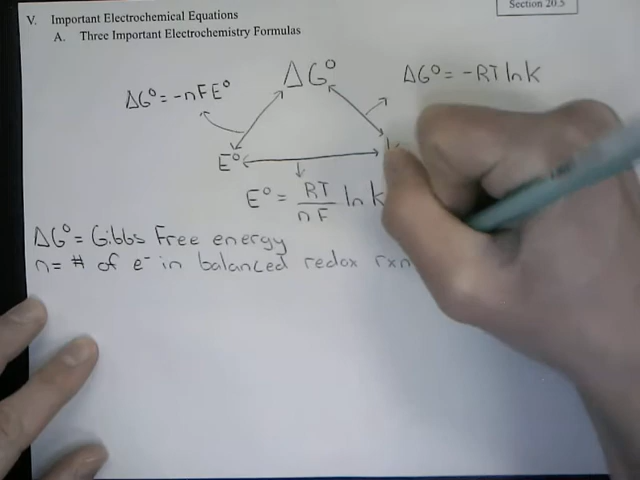 Section 20.5
V. Important Electrochemical Equations
A. Three Important Electrochemistry Formulas
ΔG° = -nFE°
ΔG°
ΔG° = -RT ln K
E°
E° = RT/nF ln K
ΔG° = Gibbs Free energy
n = # of e⁻ in balanced redox rxn